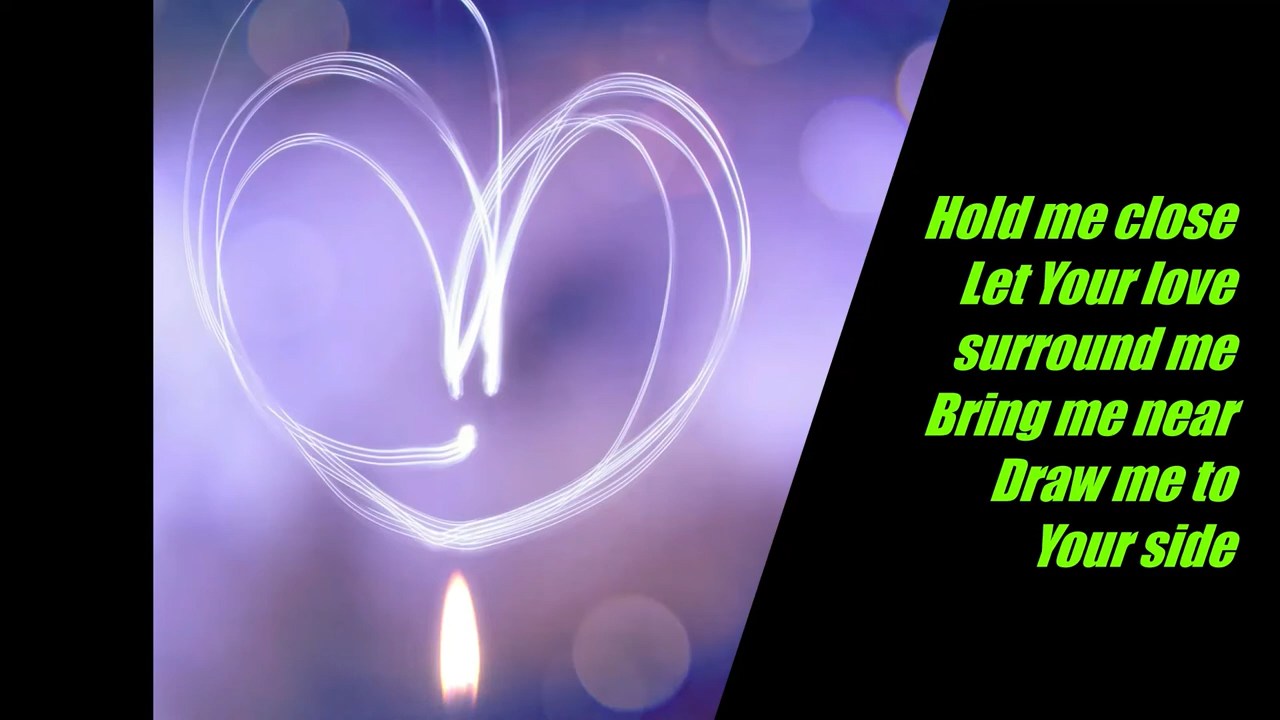 Hold me close
Let Your love
surround me
Bring me near
Draw me to
Your side